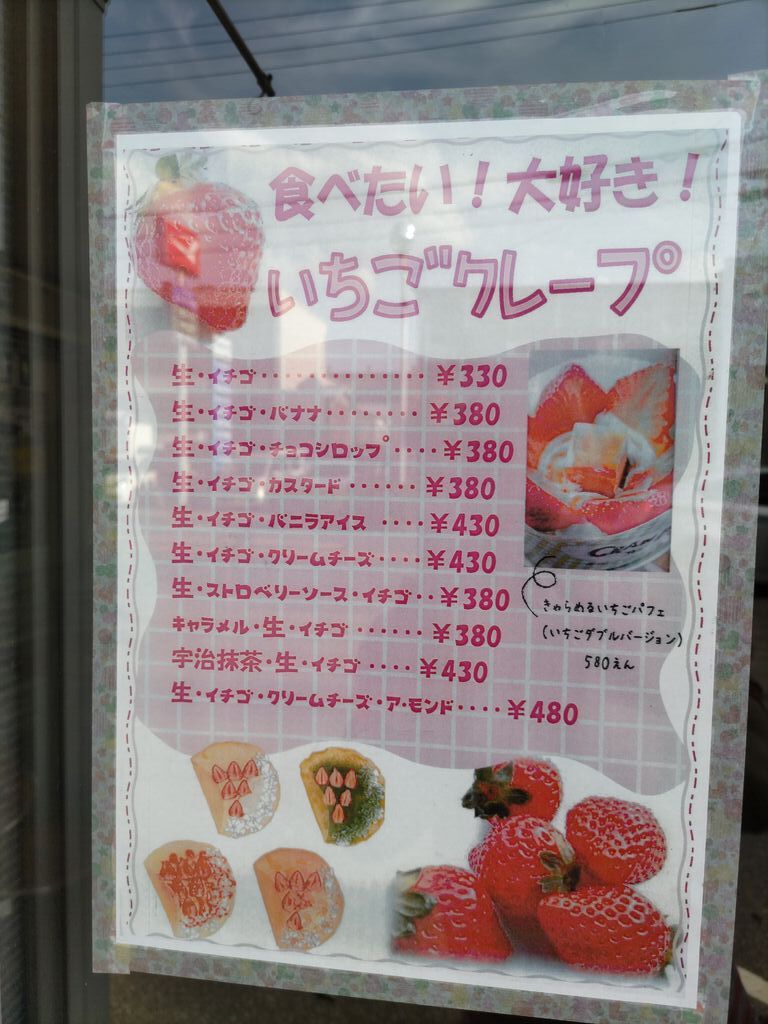 食べたい！大好き！
いちごクレープ
生・イチゴ・・・・・・・・・・・・・・￥330
生・イチゴ・バナナ・・・・・・・・￥380
生・イチゴ・チョコシロップ・・・・￥380
生・イチゴ・カスタード・・・・・・￥380
生・イチゴ・バニラアイス・・・・￥430
生・イチゴ・クリームチーズ・・・・￥430
生・ストロベリーソース・イチゴ・・￥380
キャラメル・生・イチゴ・・・・・・￥380
宇治抹茶・生・イチゴ・・・・￥430
生・イチゴ・クリームチーズ・ア・モンド・・・・￥480
きゃらめるいちごパフェ
(いちごダブルバージョン)
580えん